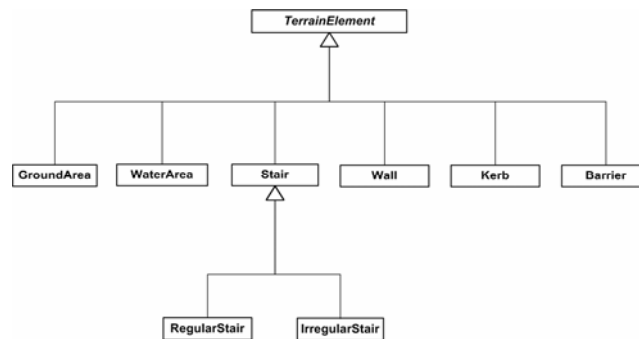 TerrainElement
GroundArea WaterArea Stair Wall Kerb Barrier
RegularStair IrregularStair